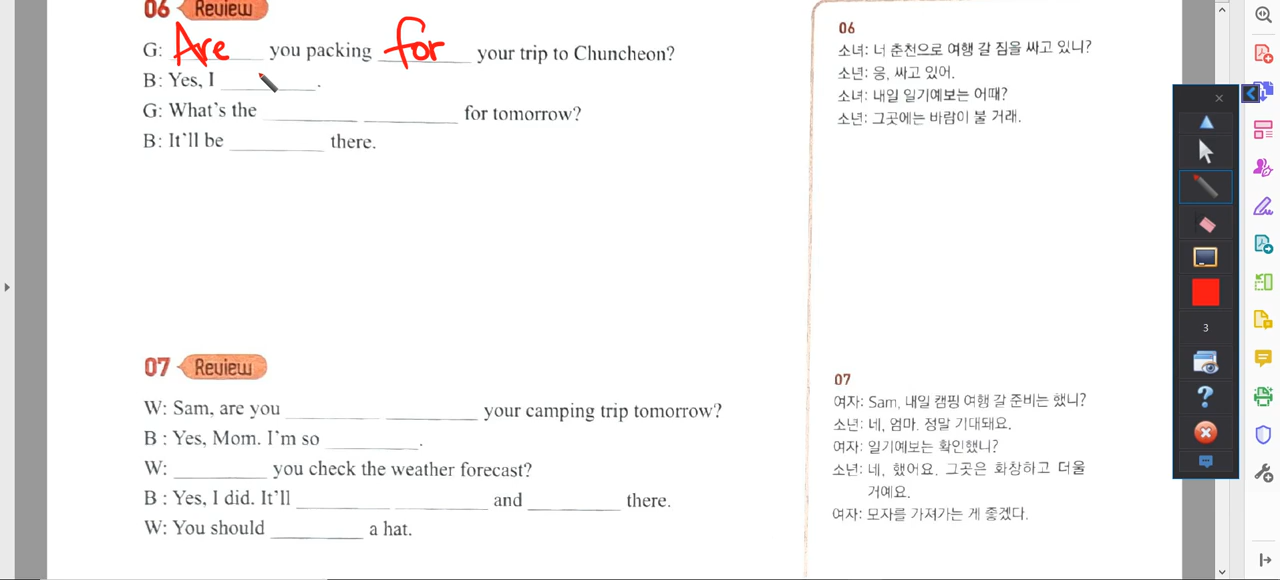 06 Review
G: Are you packing for your trip to Chuncheon?
B: Yes, I ________.
G: What's the ________ ________ for tomorrow?
B: It'll be ________ there.
07 Review
W: Sam, are you ________ ________ your camping trip tomorrow?
B : Yes, Mom. I'm so ________.
W: ________ you check the weather forecast?
B : Yes, I did. It'll ________ ________ and ________ there.
W: You should ________ a hat.
06
소녀: 너 춘천으로 여행 갈 짐을 싸고 있니?
소년: 응, 싸고 있어.
소녀: 내일 일기예보는 어때?
소년: 그곳에는 바람이 불 거래.
07
여자: Sam, 내일 캠핑 여행 갈 준비는 했니?
소년: 네, 엄마. 정말 기대돼요.
여자: 일기예보는 확인했니?
소년: 네, 했어요. 그곳은 화창하고 더울
거예요.
여자: 모자를 가져가는 게 좋겠다.
3